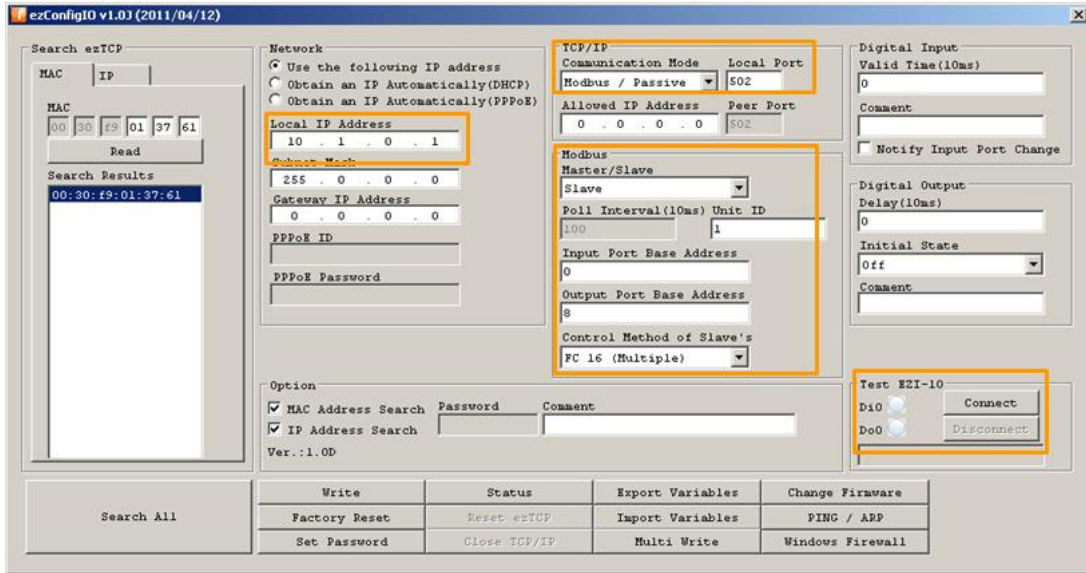 ezConfigIO v1.0J (2011/04/12)
Search ezTCP
MAC
IP
MAC
00 30 f9 01 37 61
Read
Search Results
00:30:f9:01:37:61
Network
Use the following IP address
Obtain an IP Automatically(DHCP)
Obtain an IP Automatically(PPPoE)
Local IP Address
10 . 1 . 0 . 1
Subnet Mask
255 . 0 . 0 . 0
Gateway IP Address
0 . 0 . 0 . 0
PPPoE ID
PPPoE Password
TCP/IP
Communication Mode Local Port
Modbus / Passive 502
Allowed IP Address Peer Port
0 . 0 . 0 . 0 502
Modbus
Master/Slave
Slave
Poll Interval(10ms) Unit ID
100 1
Input Port Base Address
0
Output Port Base Address
8
Control Method of Slave's
FC 16 (Multiple)
Digital Input
Valid Time(10ms)
0
Comment
Notify Input Port Change
Digital Output
Delay(10ms)
0
Initial State
Off
Comment
Option
MAC Address Search Password Comment
IP Address Search
Ver.:1.0D
Test EZI-10
Di0 Connect
Do0 Disconnect
Search All
Write Status Export Variables Change Firmware
Factory Reset Reset ezTCP Import Variables PING / ARP
Set Password Close TCP/IP Multi Write Windows Firewall